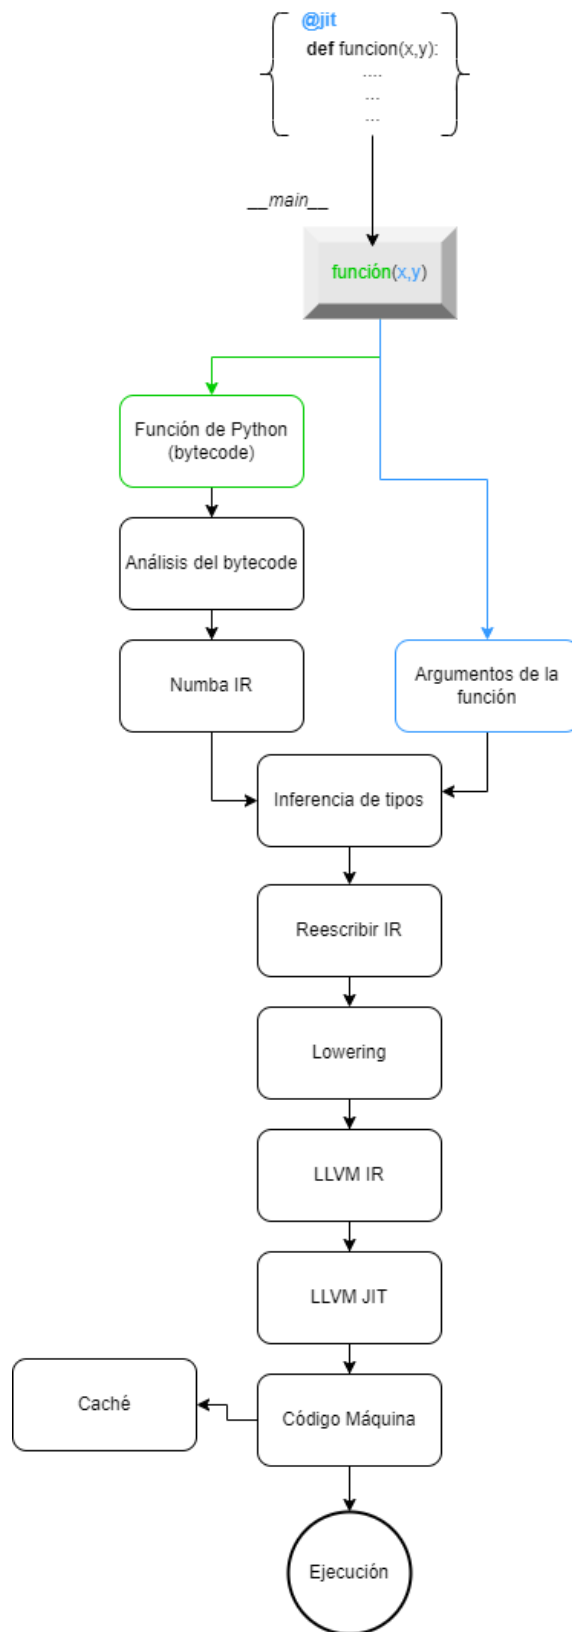 @jit
def funcion(x,y):
....
...
...
__main__
función(x,y)
Función de Python
(bytecode)
Análisis del bytecode
Numba IR
Argumentos de la
función
Inferencia de tipos
Reescribir IR
Lowering
LLVM IR
LLVM JIT
Caché
Código Máquina
Ejecución